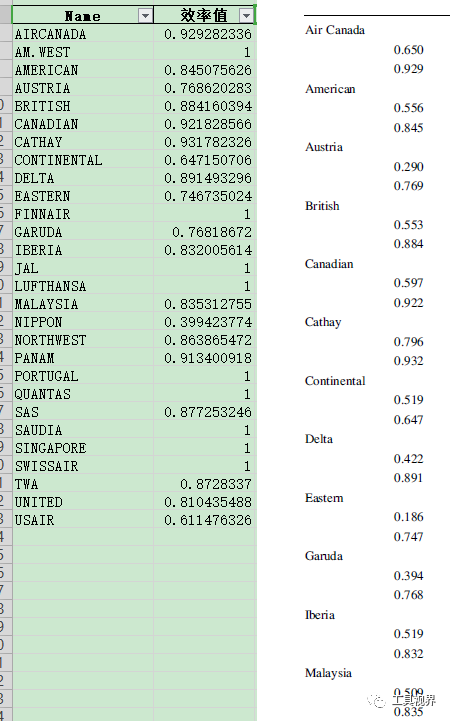 Name 效率值
AIRCANADA 0.929282336
AM.WEST 1
AMERICAN 0.845075626
AUSTRIA 0.768620283
BRITISH 0.884160394
CANADIAN 0.921828566
CATHAY 0.931782326
CONTINENTAL 0.647150706
DELTA 0.891493296
EASTERN 0.746735024
FINNAIR 1
GARUDA 0.76818672
IBERIA 0.832005614
JAL 1
LUFTHANSA 1
MALAYSIA 0.835312755
NIPPON 0.399423774
NORTHWEST 0.863865472
PANAM 0.913400918
PORTUGAL 1
QUANTAS 1
SAS 0.877253246
SAUDIA 1
SINGAPORE 1
SWISSAIR 1
TWA 0.8728337
UNITED 0.810435488
USAIR 0.611476326
Air Canada
0.650
0.929
American
0.556
0.845
Austria
0.290
0.769
British
0.553
0.884
Canadian
0.597
0.922
Cathay
0.796
0.932
Continental
0.519
0.647
Delta
0.422
0.891
Eastern
0.186
0.747
Garuda
0.394
0.768
Iberia
0.519
0.832
Malaysia
0.509
0.835
工具视界